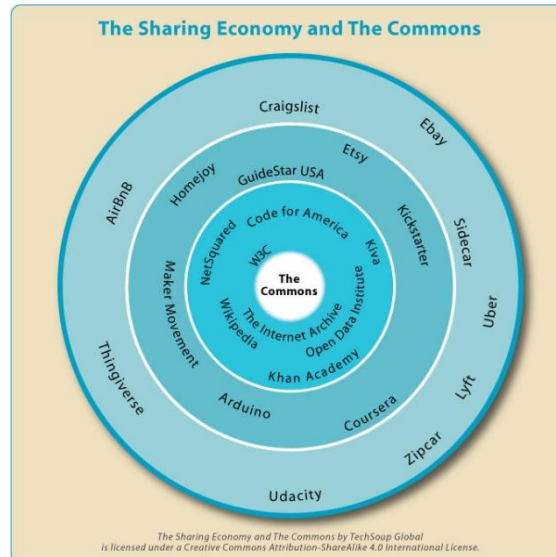 The Sharing Economy and The Commons
Craigslist
Ebay
AirBnB
Sidecar
Uber
Lyft
Zipcar
Udacity
Thingiverse
Etsy
Homejoy
GuideStar USA
Kickstarter
Maker Movement
Arduino
Coursera
Code for America
NetSquared
Kiva
W3C
The
Commons
Open Data Institute
The Internet Archive
Wikipedia
Khan Academy
The Sharing Economy and The Commons by TechSoup Global
is licensed under a Creative Commons Attribution-ShareAlike 4.0 International License.